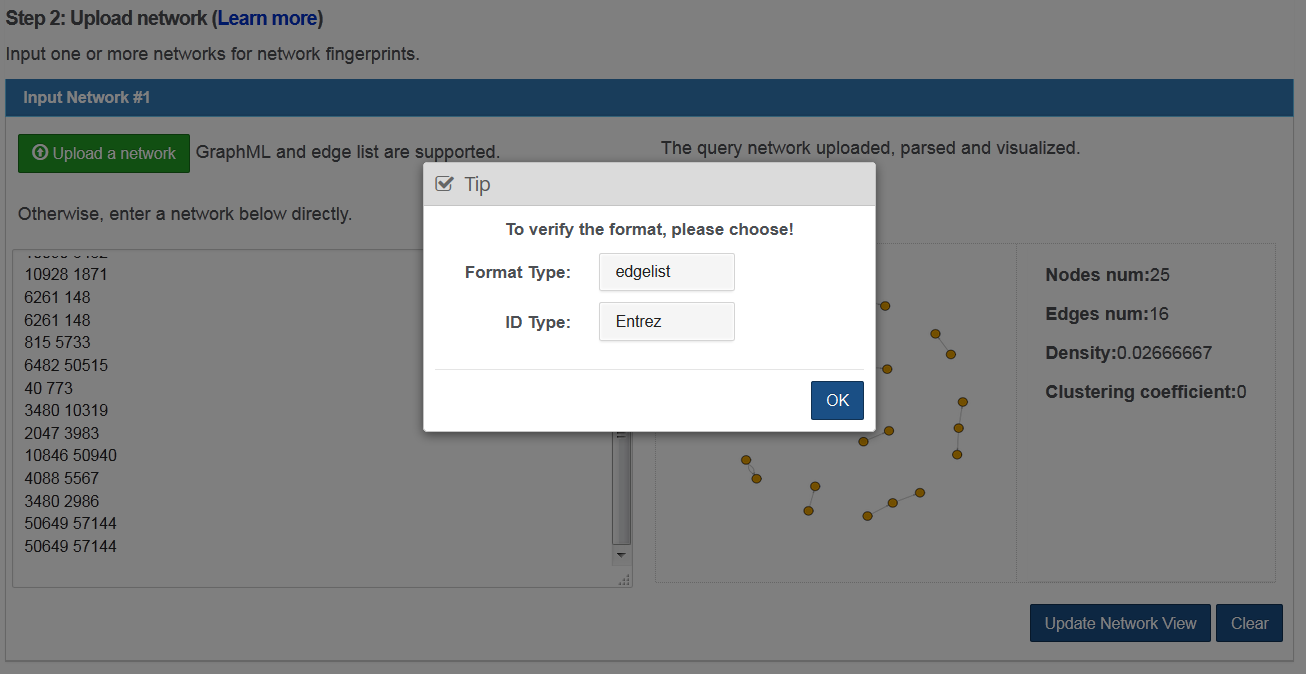 Step 2: Upload network (Learn more)
Input one or more networks for network fingerprints.
Input Network #1
Upload a network
GraphML and edge list are supported.
The query network uploaded, parsed and visualized.
Otherwise, enter a network below directly.
10928 1871
6261 148
6261 148
815 5733
6482 50515
40 773
3480 10319
2047 3983
10846 50940
4088 5567
3480 2986
50649 57144
50649 57144
Tip
To verify the format, please choose!
Format Type: edgelist
ID Type: Entrez
OK
Nodes num:25
Edges num:16
Density:0.02666667
Clustering coefficient:0
Update Network View
Clear